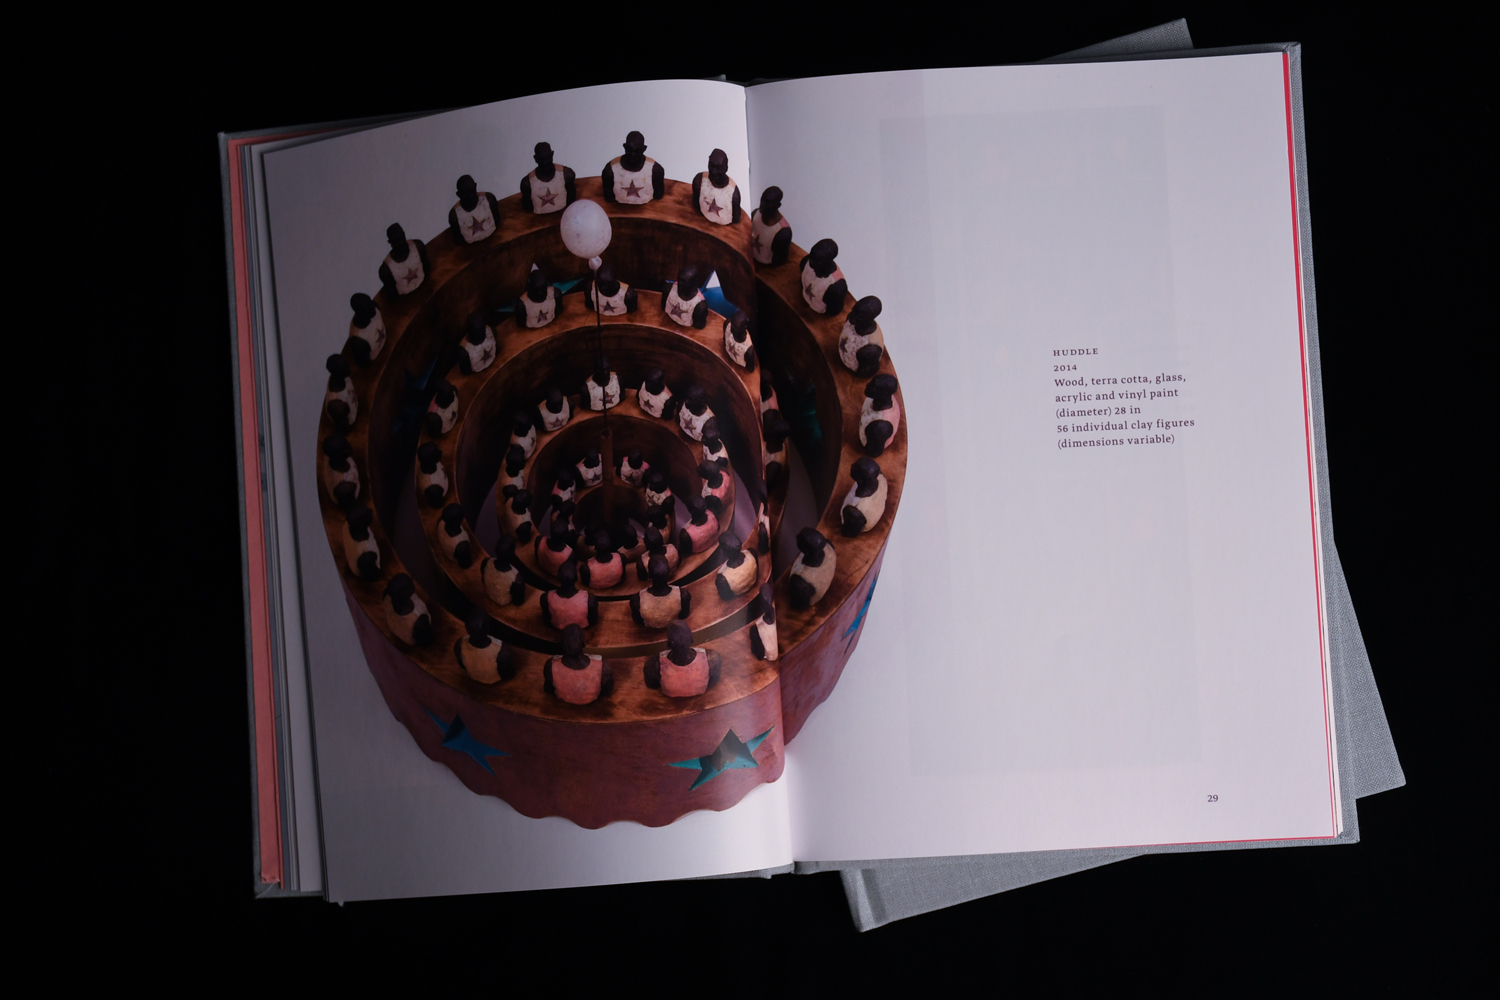 HUDDLE
2014
Wood, terra cotta, glass,
acrylic and vinyl paint
(diameter) 28 in
56 individual clay figures
(dimensions variable)
29